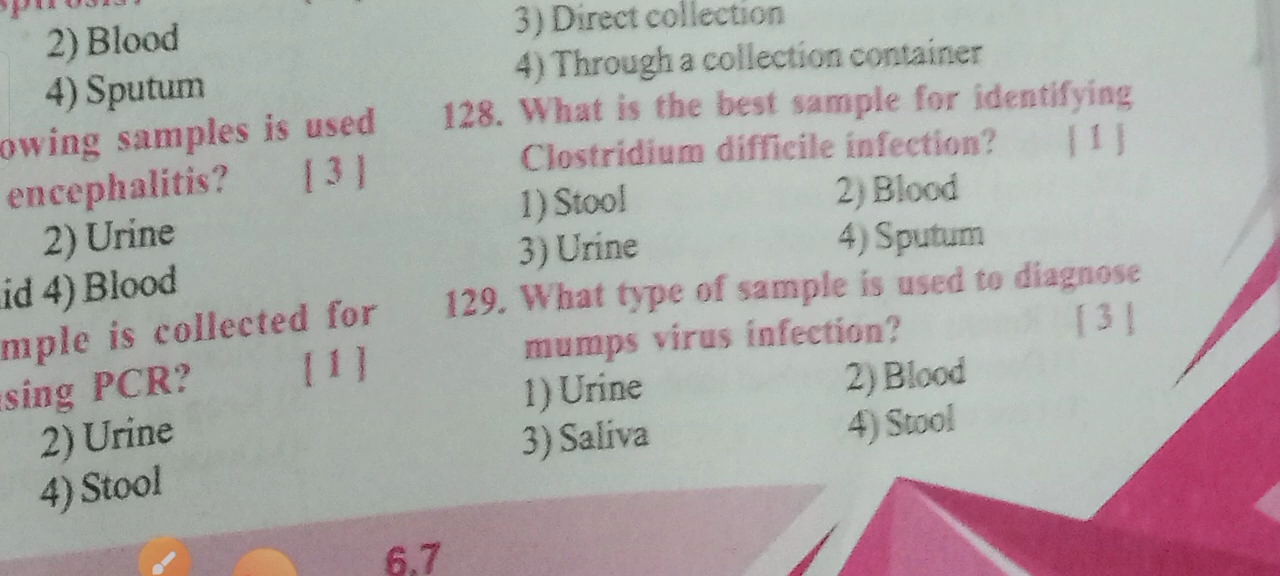 2) Blood
4) Sputum
owing samples is used
encephalitis? [ 3 ]
2) Urine
id 4) Blood
mple is collected for
sing PCR? [ 1 ]
2) Urine
4) Stool
3) Direct collection
4) Through a collection container
128. What is the best sample for identifying
Clostridium difficile infection? [ 1 ]
1) Stool 2) Blood
3) Urine 4) Sputum
129. What type of sample is used to diagnose
mumps virus infection? [ 3 ]
1) Urine 2) Blood
3) Saliva 4) Stool
6.7